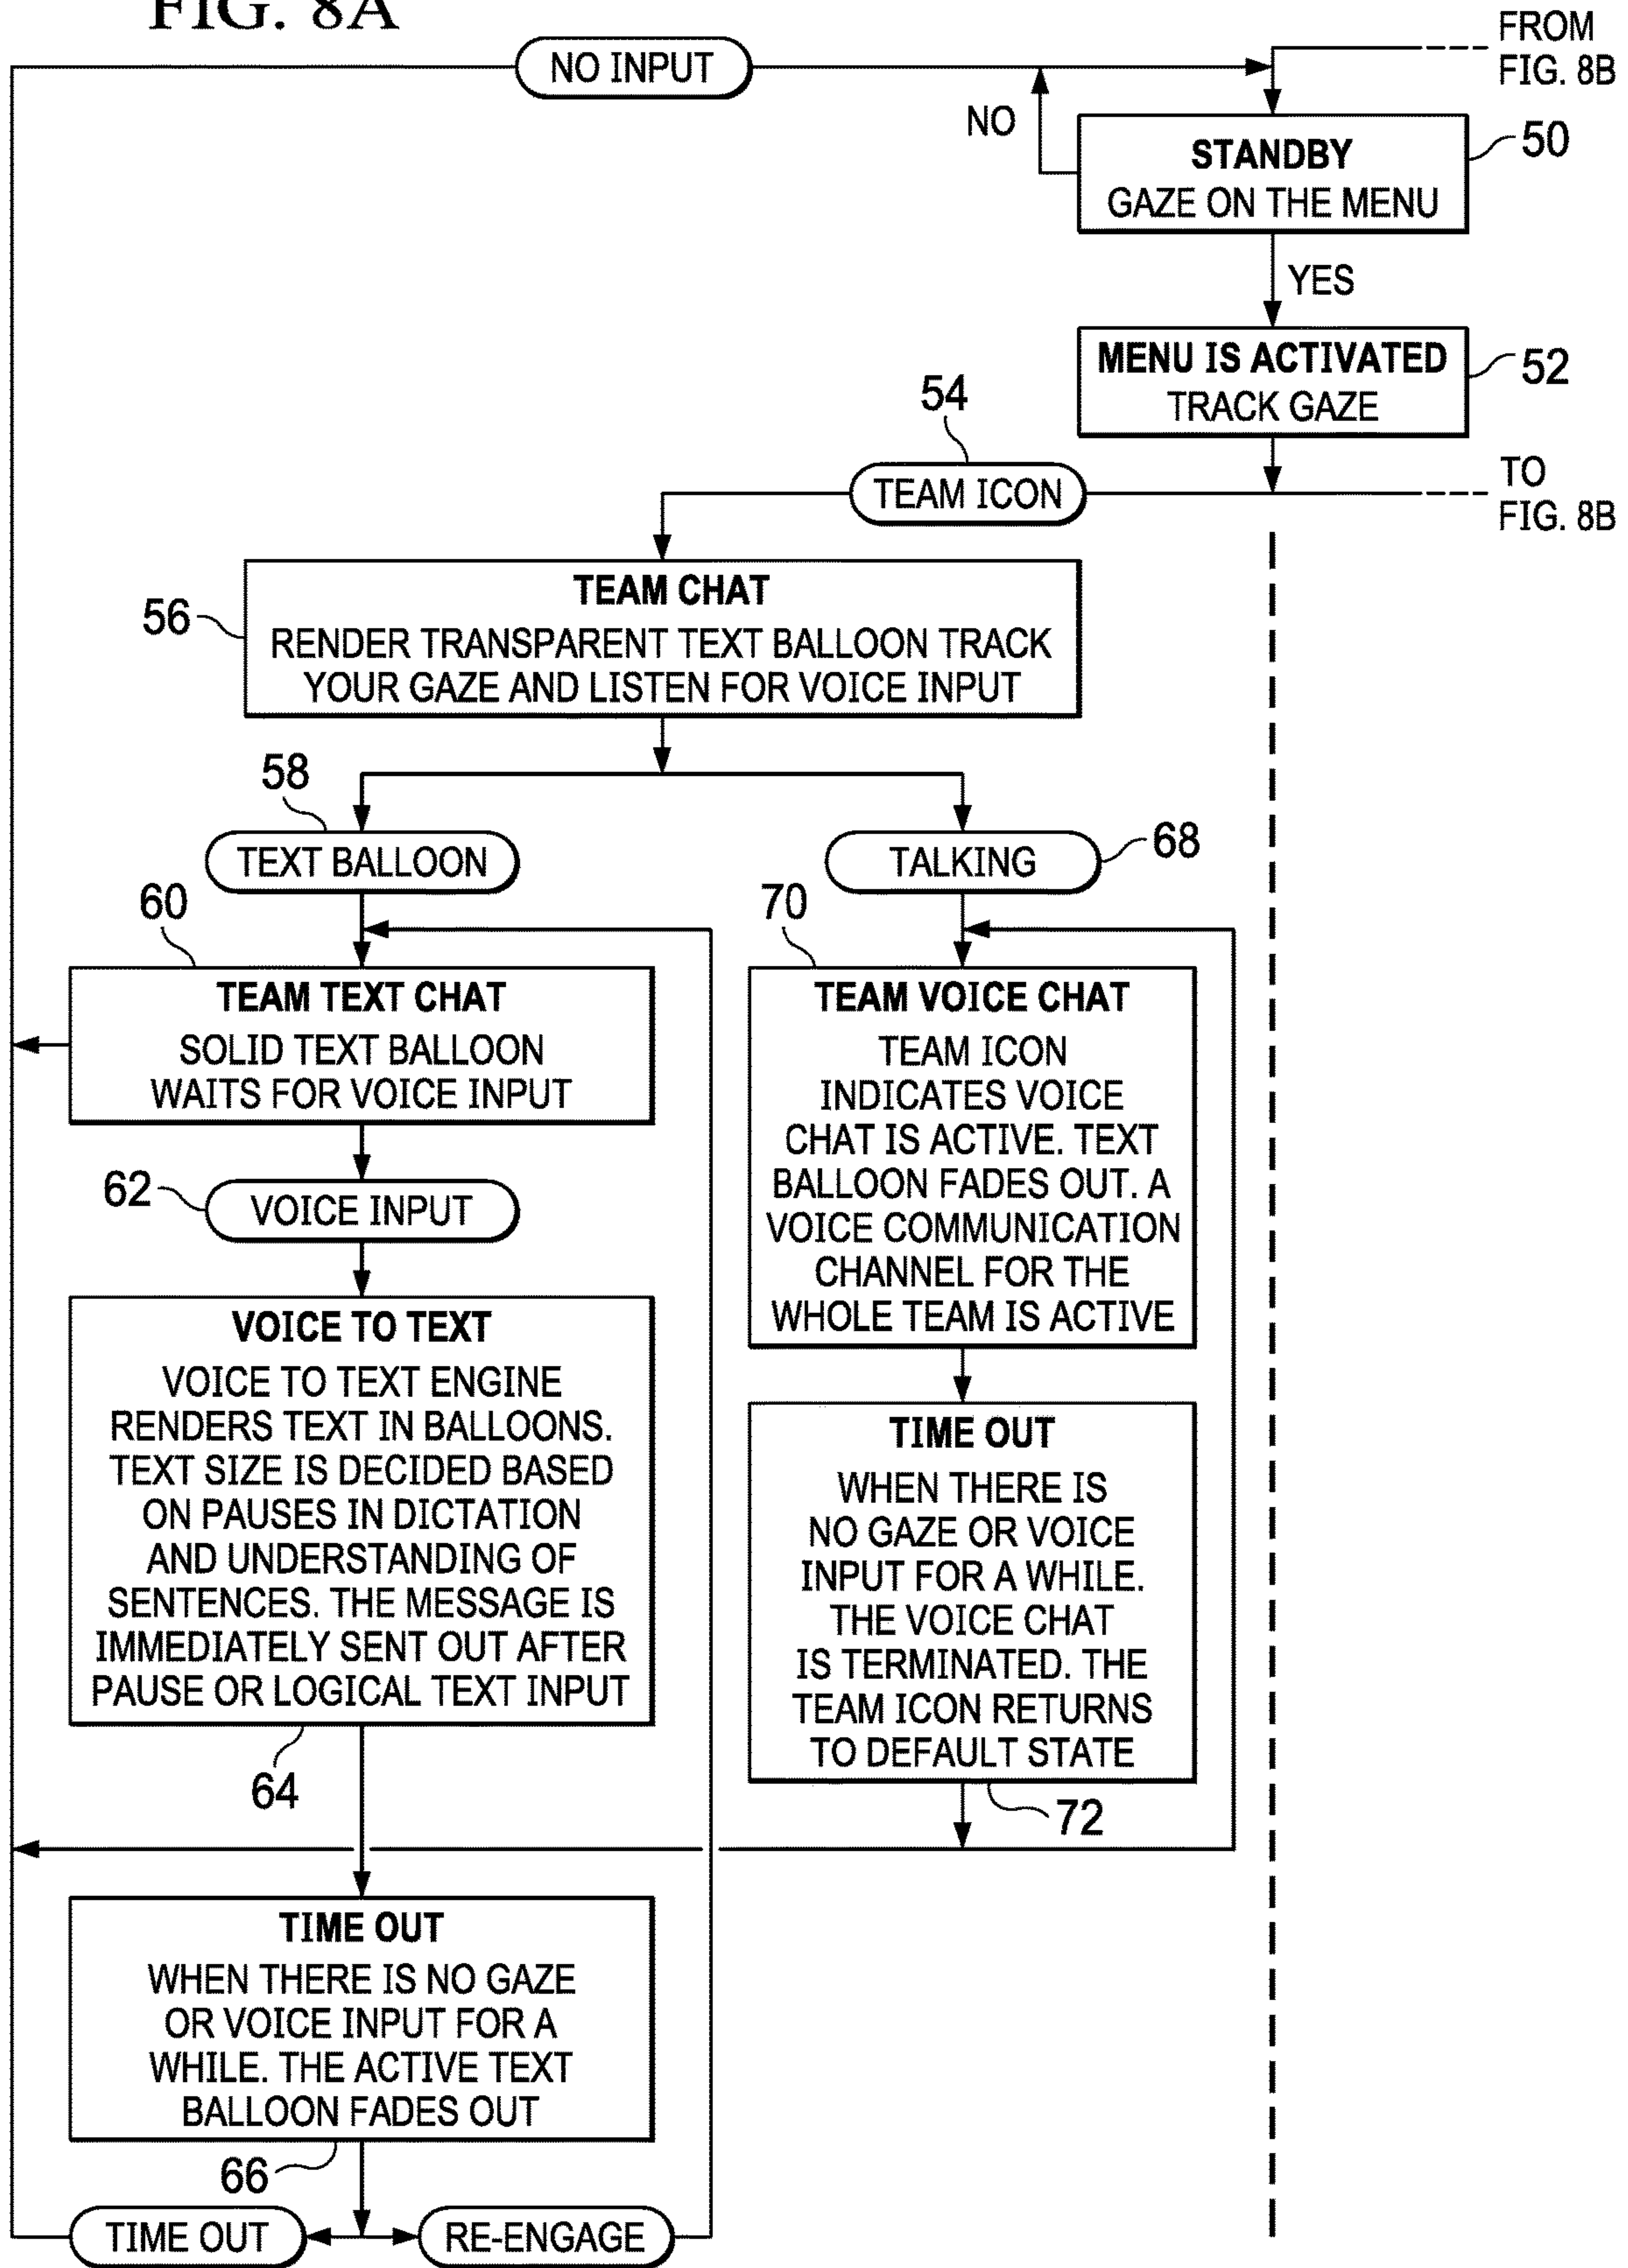 FIG. 8A
FROM
FIG. 8B
NO INPUT
NO
STANDBY
GAZE ON THE MENU
50
YES
MENU IS ACTIVATED
TRACK GAZE
52
54
TEAM ICON
TO
FIG. 8B
TEAM CHAT
RENDER TRANSPARENT TEXT BALLOON TRACK
YOUR GAZE AND LISTEN FOR VOICE INPUT
56
58
TEXT BALLOON
TALKING
68
60
TEAM TEXT CHAT
SOLID TEXT BALLOON
WAITS FOR VOICE INPUT
62
VOICE INPUT
VOICE TO TEXT
VOICE TO TEXT ENGINE
RENDERS TEXT IN BALLOONS.
TEXT SIZE IS DECIDED BASED
ON PAUSES IN DICTATION
AND UNDERSTANDING OF
SENTENCES. THE MESSAGE IS
IMMEDIATELY SENT OUT AFTER
PAUSE OR LOGICAL TEXT INPUT
64
70
TEAM VOICE CHAT
TEAM ICON
INDICATES VOICE
CHAT IS ACTIVE. TEXT
BALLOON FADES OUT. A
VOICE COMMUNICATION
CHANNEL FOR THE
WHOLE TEAM IS ACTIVE
TIME OUT
WHEN THERE IS
NO GAZE OR VOICE
INPUT FOR A WHILE.
THE VOICE CHAT
IS TERMINATED. THE
TEAM ICON RETURNS
TO DEFAULT STATE
72
TIME OUT
WHEN THERE IS NO GAZE
OR VOICE INPUT FOR A
WHILE. THE ACTIVE TEXT
BALLOON FADES OUT
66
TIME OUT
RE-ENGAGE